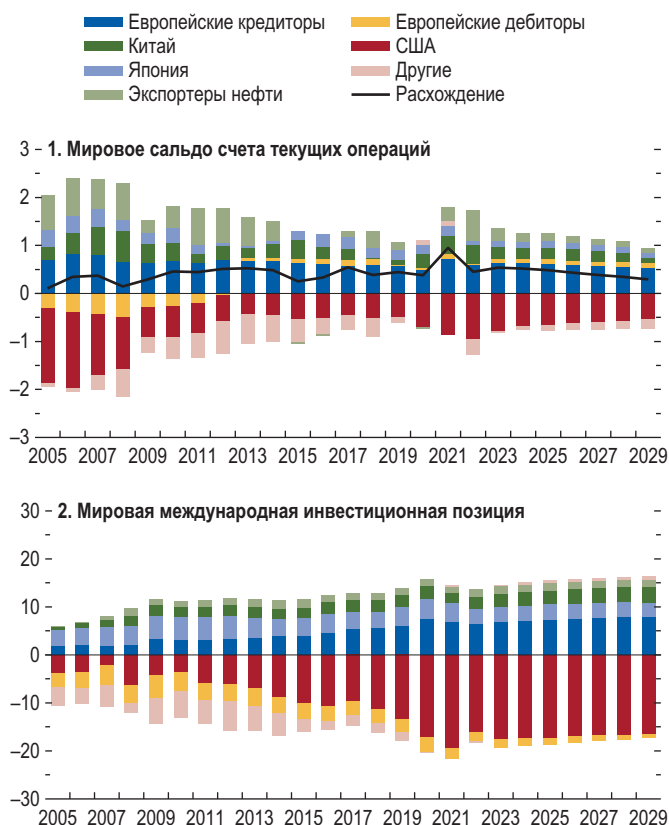 Европейские кредиторы Европейские дебиторы
Китай США
Япония Другие
Экспортеры нефти Расхождение
1. Мировое сальдо счета текущих операций
3
2
1
0
–1
–2
–3
2005 2007 2009 2011 2013 2015 2017 2019 2021 2023 2025 2027 2029
2. Мировая международная инвестиционная позиция
30
20
10
0
–10
–20
–30
2005 2007 2009 2011 2013 2015 2017 2019 2021 2023 2025 2027 2029